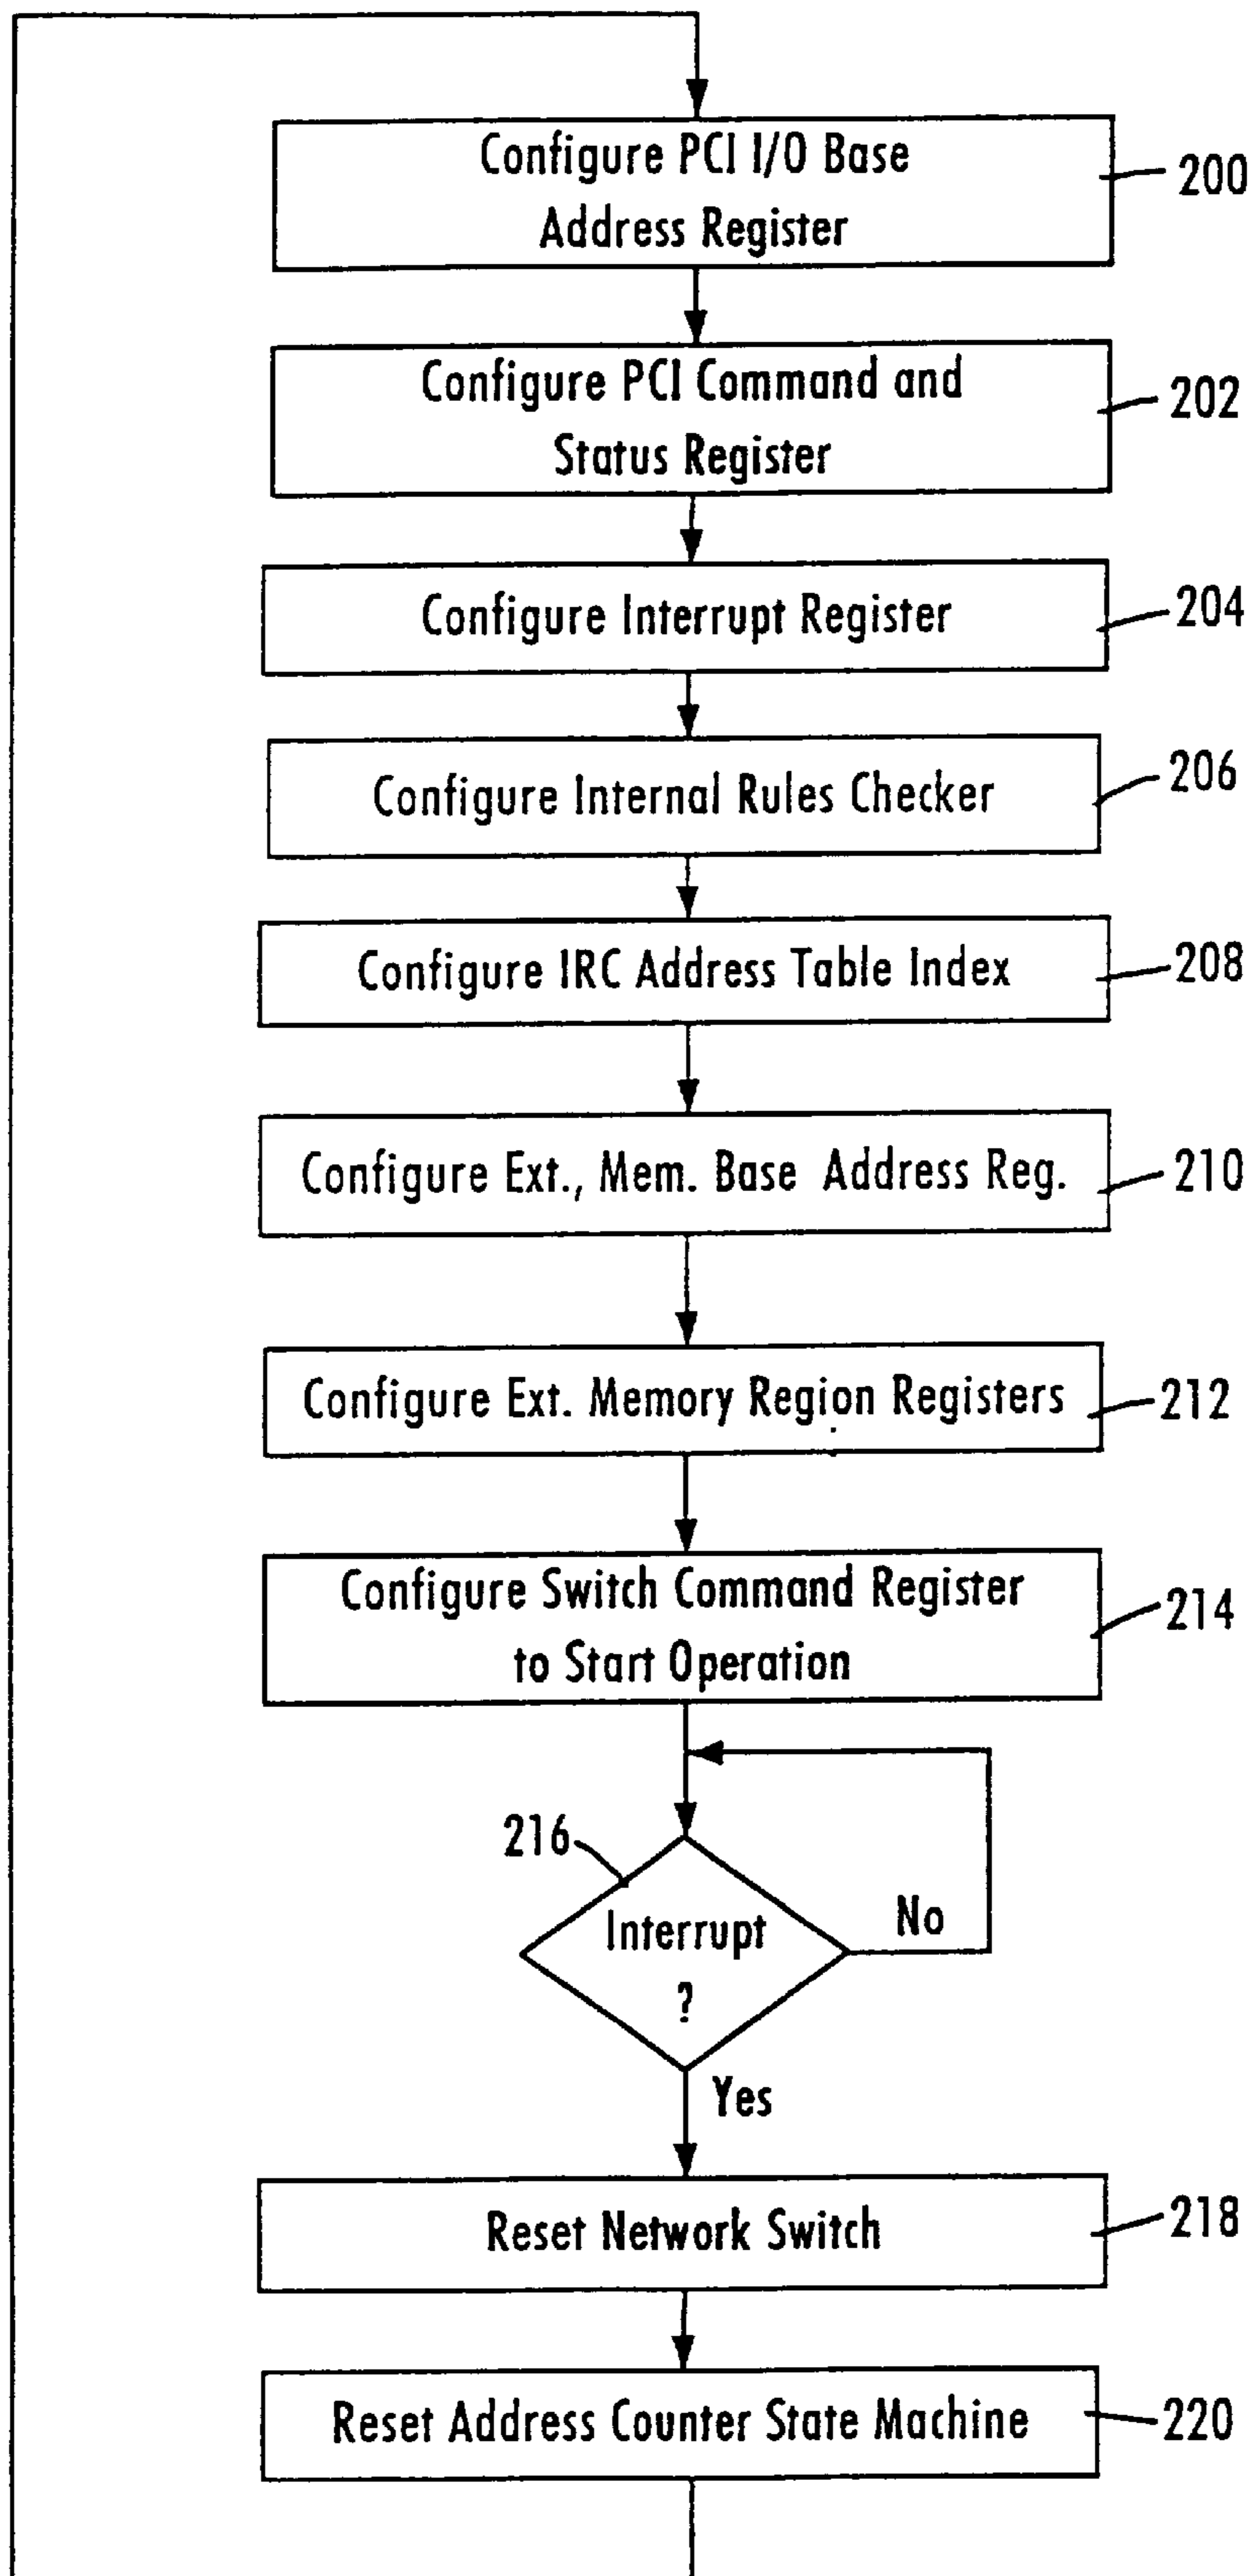 Configure PCI I/O Base
Address Register
200
Configure PCI Command and
Status Register
202
Configure Interrupt Register
204
Configure Internal Rules Checker
206
Configure IRC Address Table Index
208
Configure Ext., Mem. Base Address Reg.
210
Configure Ext. Memory Region Registers
212
Configure Switch Command Register
to Start Operation
214
216
Interrupt
?
No
Yes
Reset Network Switch
218
Reset Address Counter State Machine
220